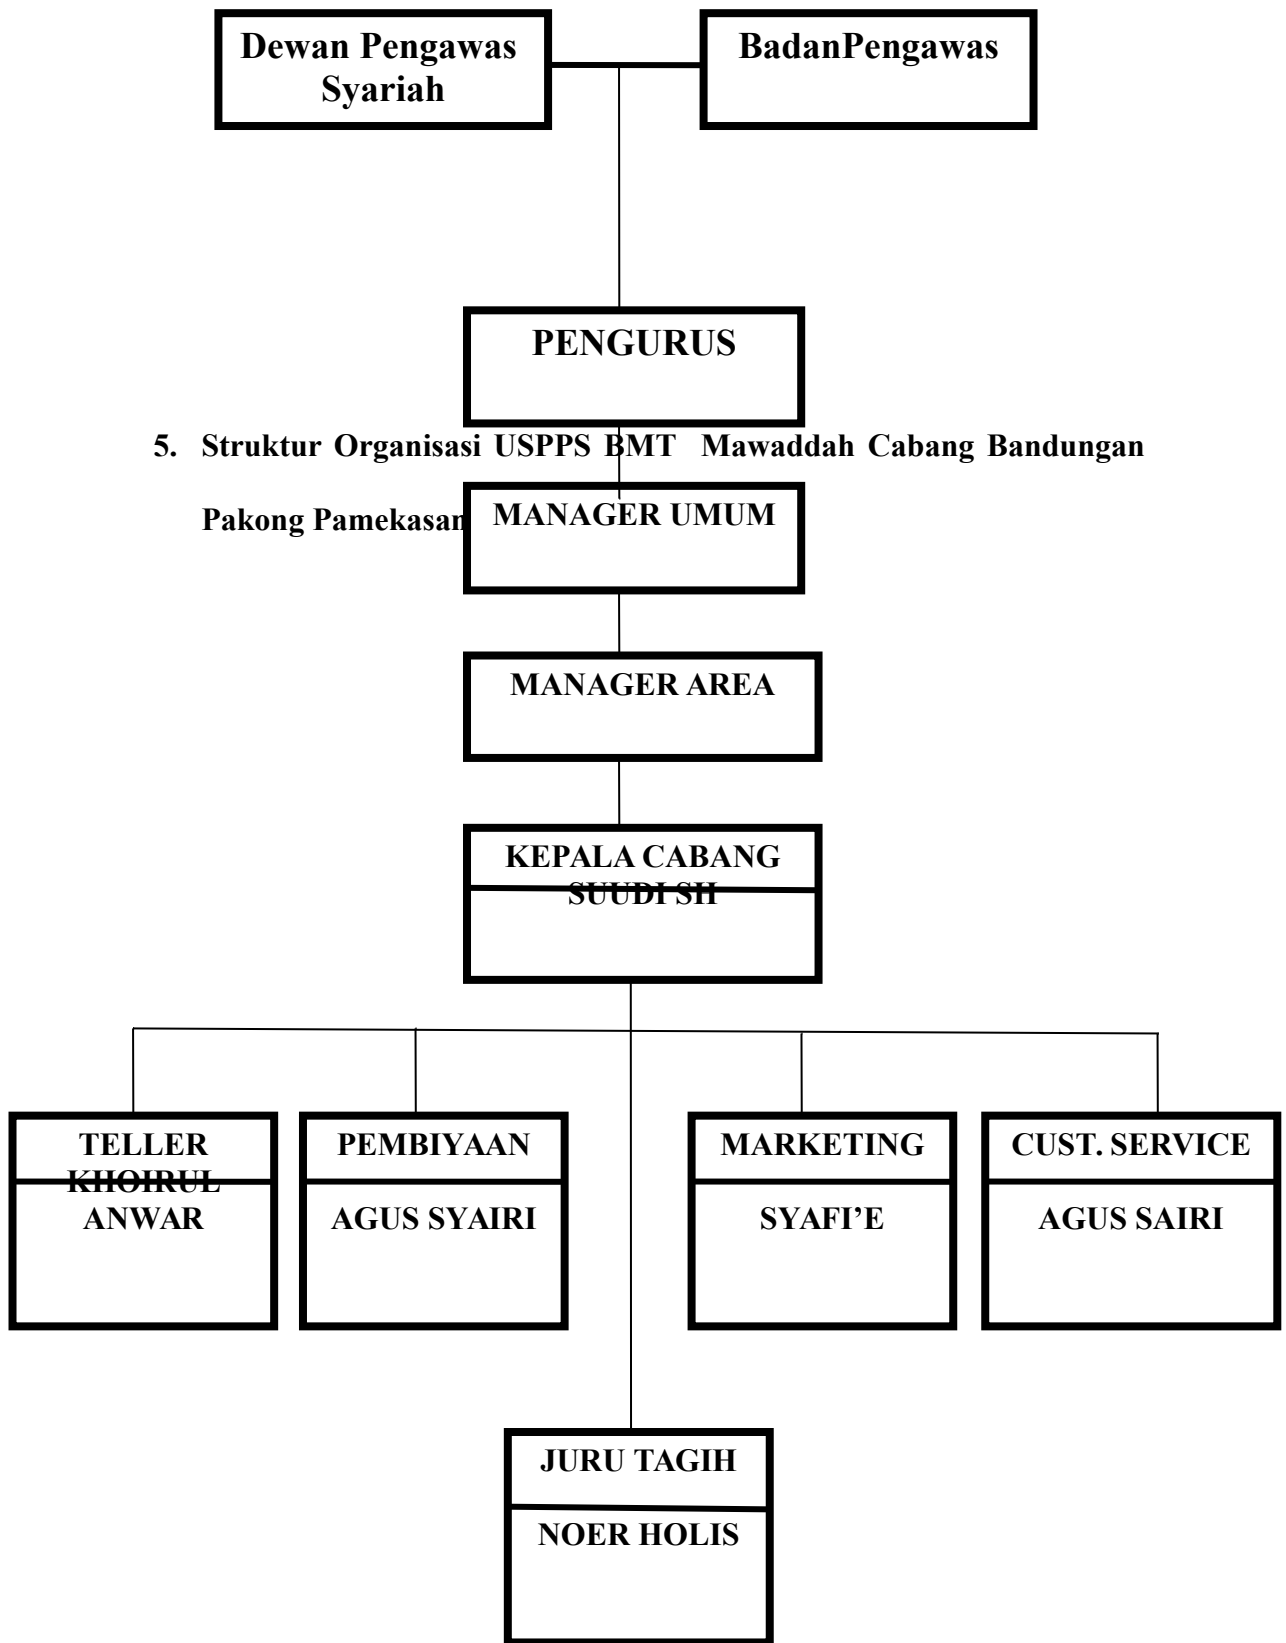 Dewan Pengawas
Syariah
BadanPengawas
PENGURUS
5. Struktur Organisasi USPPS BMT Mawaddah Cabang Bandungan
Pakong Pamekasan
MANAGER UMUM
MANAGER AREA
KEPALA CABANG
SUUDI SH
TELLER
KHOIRUL
ANWAR
PEMBIYAAN
AGUS SYAIRI
MARKETING
SYAFI’E
CUST. SERVICE
AGUS SAIRI
JURU TAGIH
NOER HOLIS